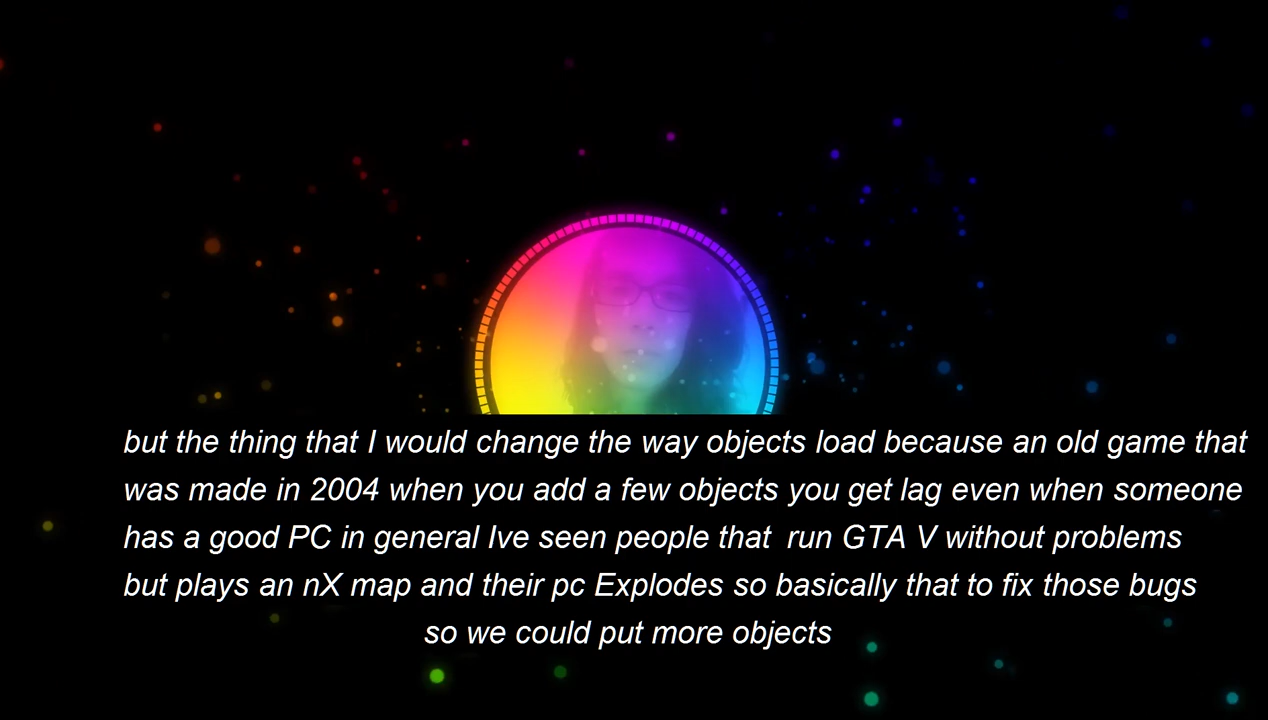 but the thing that I would change the way objects load because an old game that
was made in 2004 when you add a few objects you get lag even when someone
has a good PC in general Ive seen people that  run GTA V without problems
but plays an nX map and their pc Explodes so basically that to fix those bugs
so we could put more objects